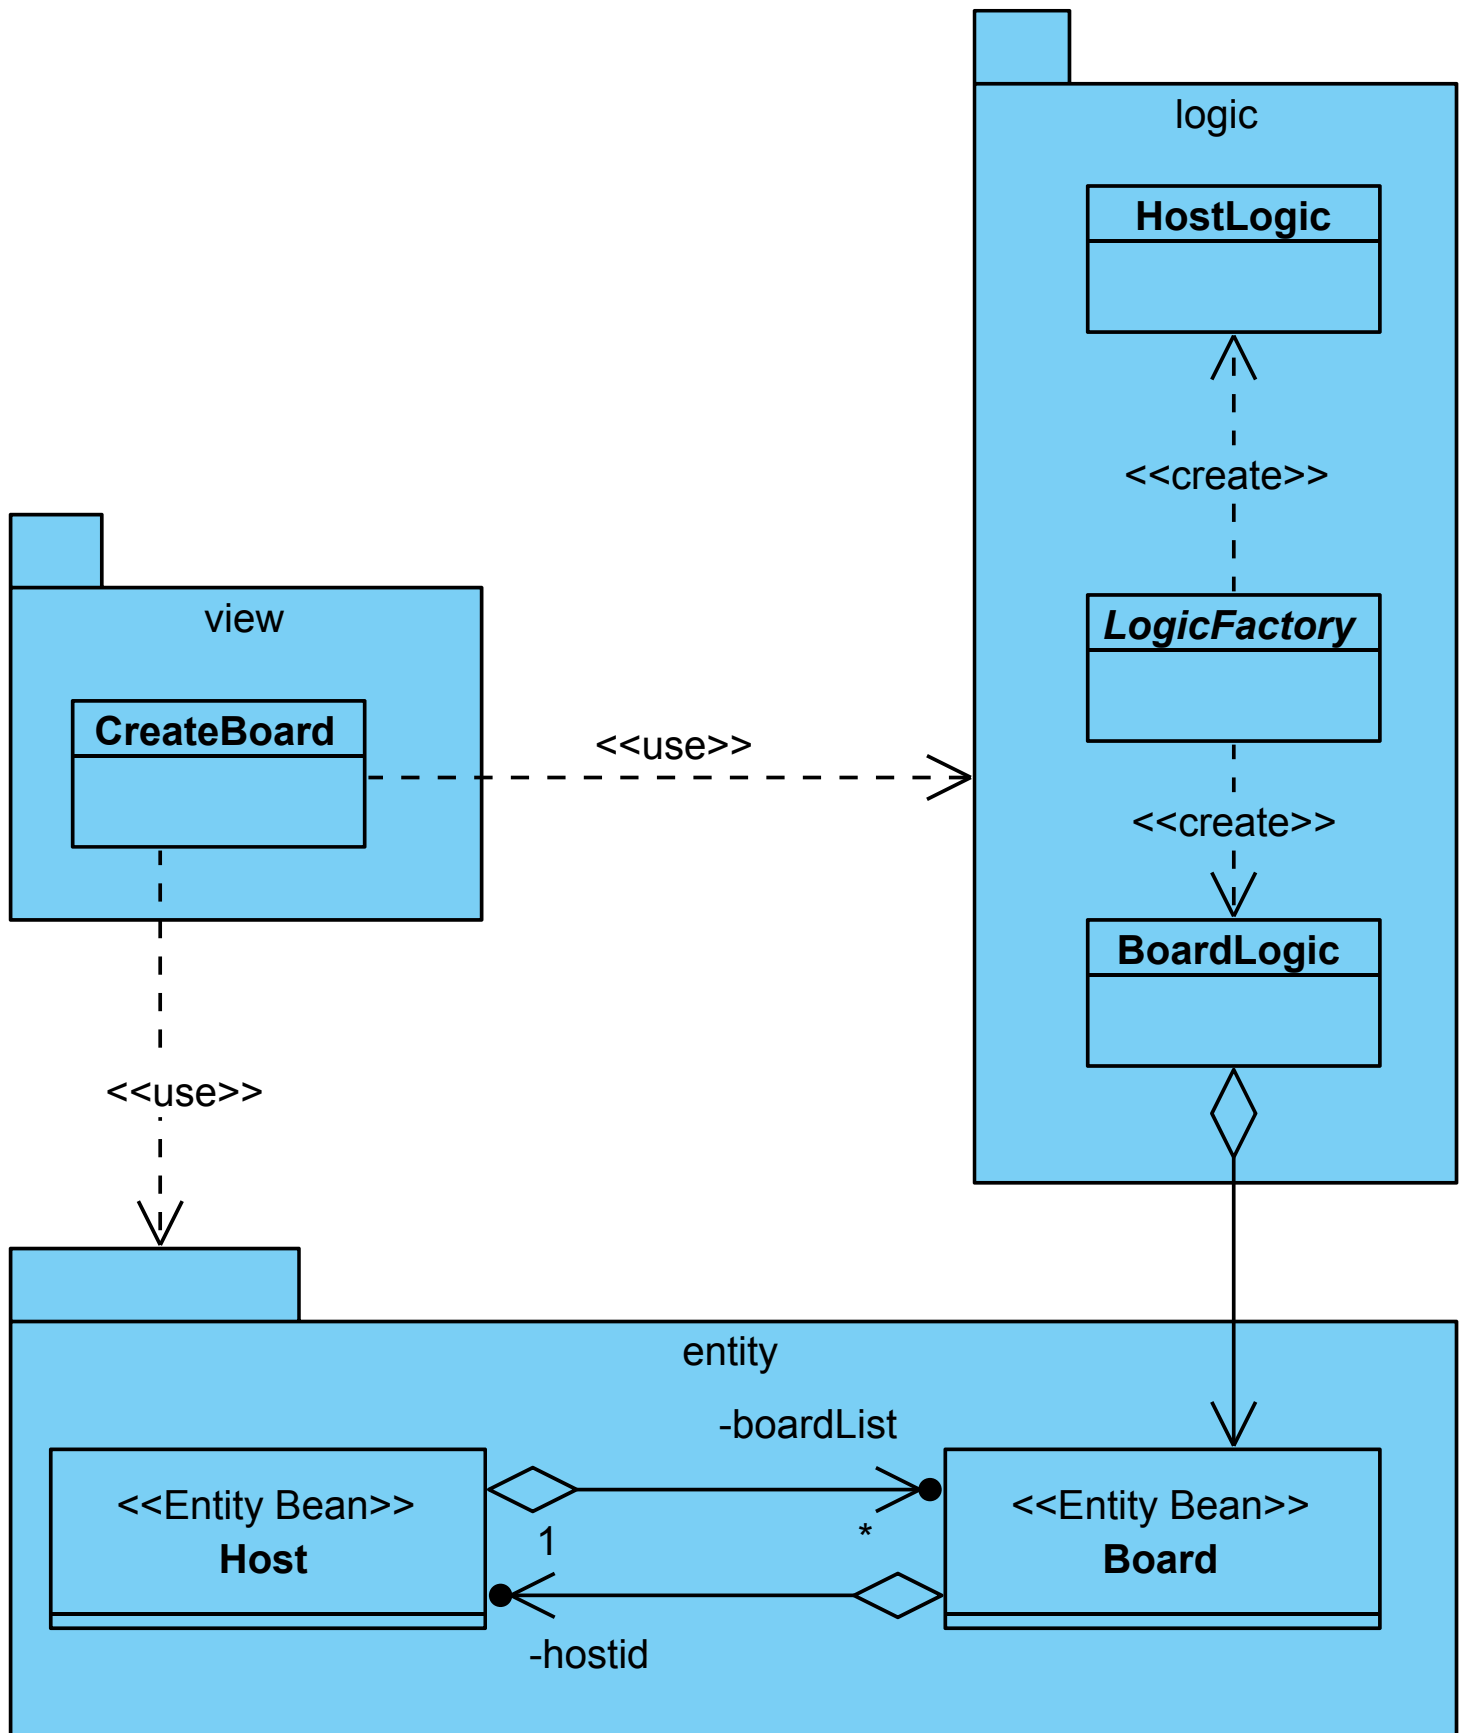 logic
HostLogic
<<create>>
LogicFactory
<<create>>
BoardLogic
view
CreateBoard
<<use>>
<<use>>
entity
-boardList
<<Entity Bean>>
Host
1
*
-hostid
<<Entity Bean>>
Board